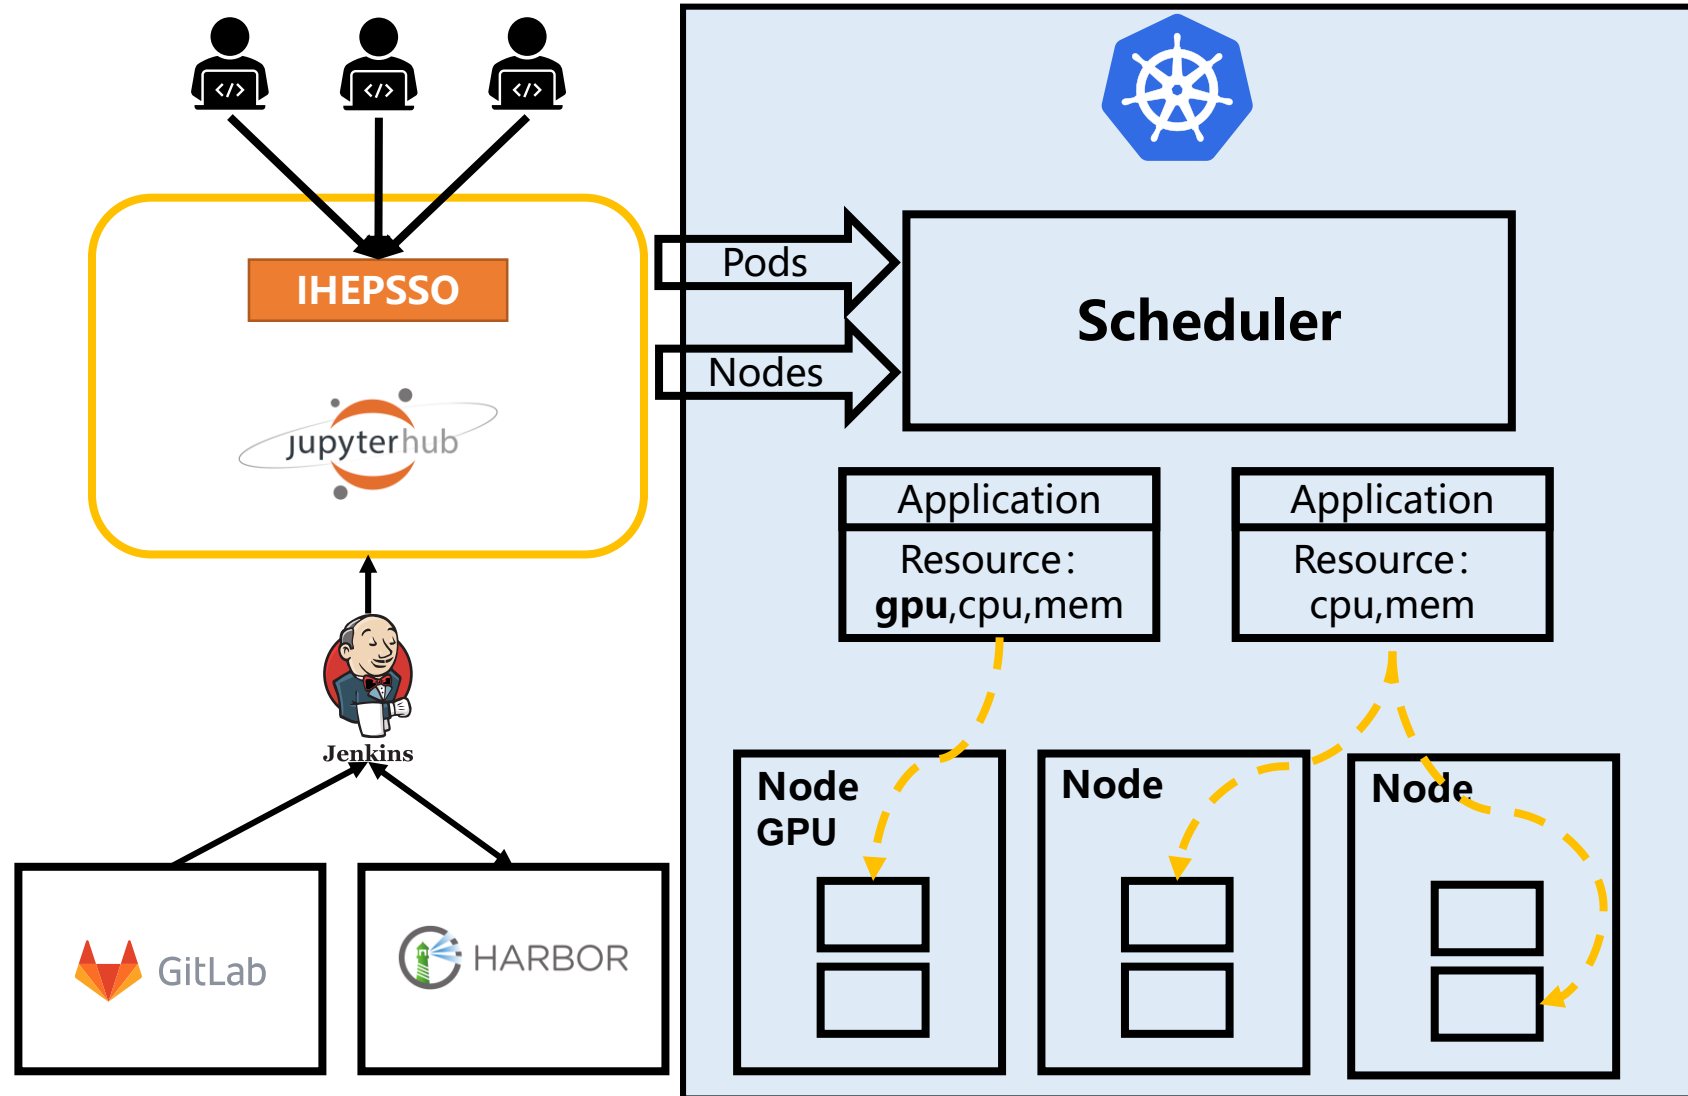 </>
</>
</>
IHEPSSO
jupyterhub
Jenkins
GitLab
HARBOR
Pods
Nodes
Scheduler
Application
Resource:
gpu,cpu,mem
Application
Resource:
cpu,mem
Node
GPU
Node
Node